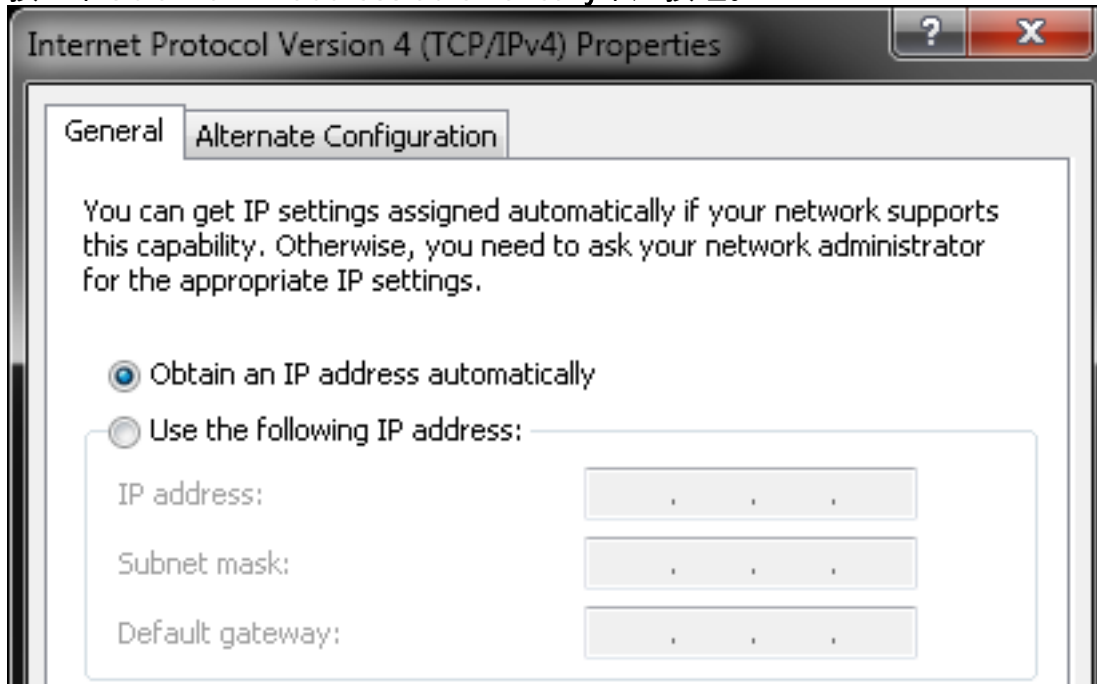 Internet Protocol Version 4 (TCP/IPv4) Properties
?
x
General
Alternate Configuration
You can get IP settings assigned automatically if your network supports
this capability. Otherwise, you need to ask your network administrator
for the appropriate IP settings.
Obtain an IP address automatically
Use the following IP address:
IP address:
. . .
Subnet mask:
. . .
Default gateway:
. . .